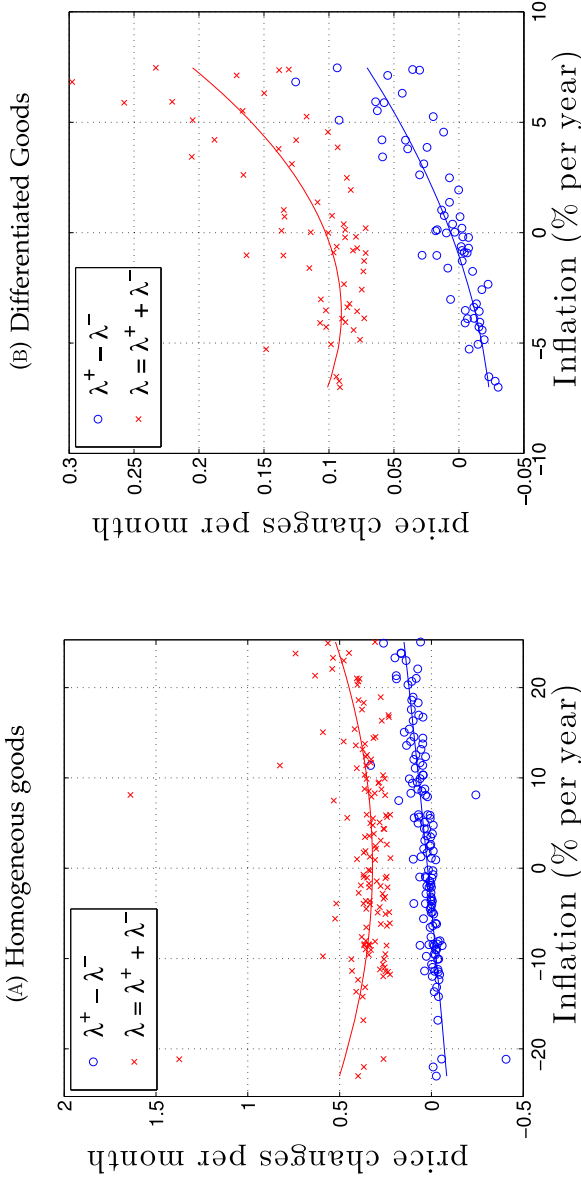 (A) Homogeneous goods
price changes per month
2
1.5
1
0.5
0
-0.5
-20
-10
0
10
20
Inflation (% per year)
λ⁺ − λ⁻
λ = λ⁺ + λ⁻
(B) Differentiated Goods
price changes per month
0.3
0.25
0.2
0.15
0.1
0.05
0
-0.05
-10
-5
0
5
10
Inflation (% per year)
λ⁺ − λ⁻
λ = λ⁺ + λ⁻